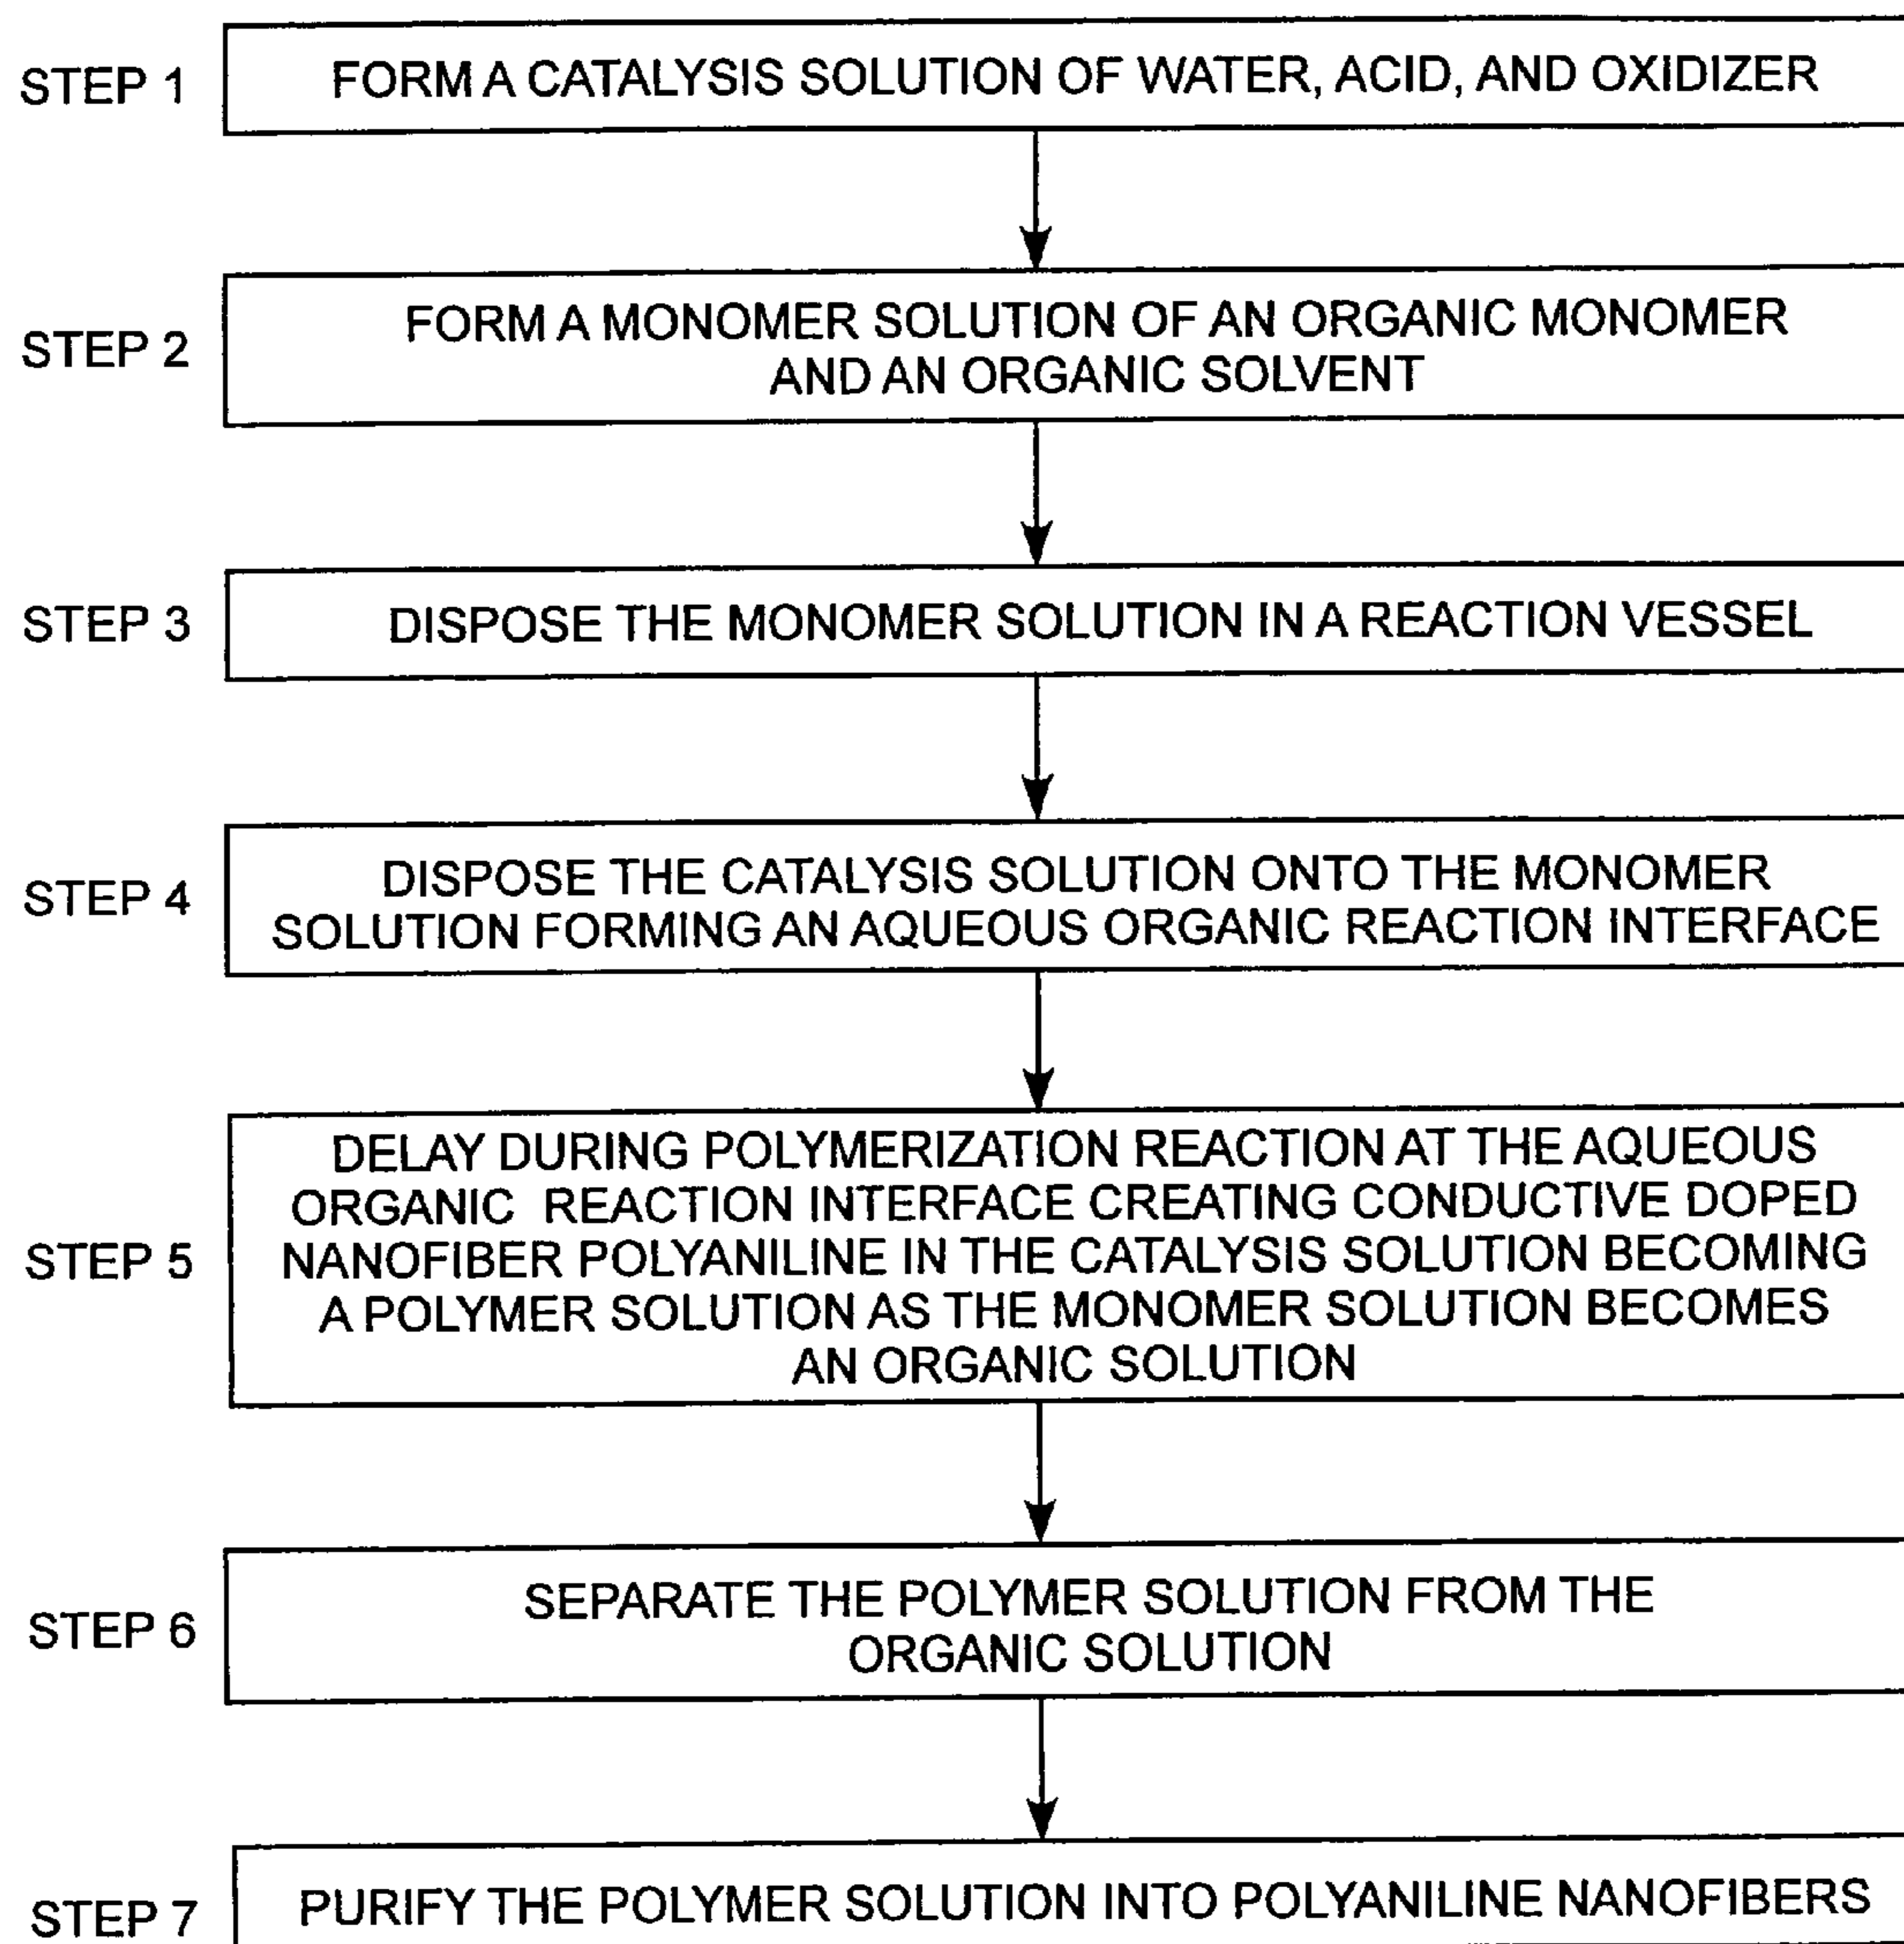 STEP 1
FORM A CATALYSIS SOLUTION OF WATER, ACID, AND OXIDIZER
STEP 2
FORM A MONOMER SOLUTION OF AN ORGANIC MONOMER
AND AN ORGANIC SOLVENT
STEP 3
DISPOSE THE MONOMER SOLUTION IN A REACTION VESSEL
STEP 4
DISPOSE THE CATALYSIS SOLUTION ONTO THE MONOMER
SOLUTION FORMING AN AQUEOUS ORGANIC REACTION INTERFACE
STEP 5
DELAY DURING POLYMERIZATION REACTION AT THE AQUEOUS
ORGANIC REACTION INTERFACE CREATING CONDUCTIVE DOPED
NANOFIBER POLYANILINE IN THE CATALYSIS SOLUTION BECOMING
A POLYMER SOLUTION AS THE MONOMER SOLUTION BECOMES
AN ORGANIC SOLUTION
STEP 6
SEPARATE THE POLYMER SOLUTION FROM THE
ORGANIC SOLUTION
STEP 7
PURIFY THE POLYMER SOLUTION INTO POLYANILINE NANOFIBERS